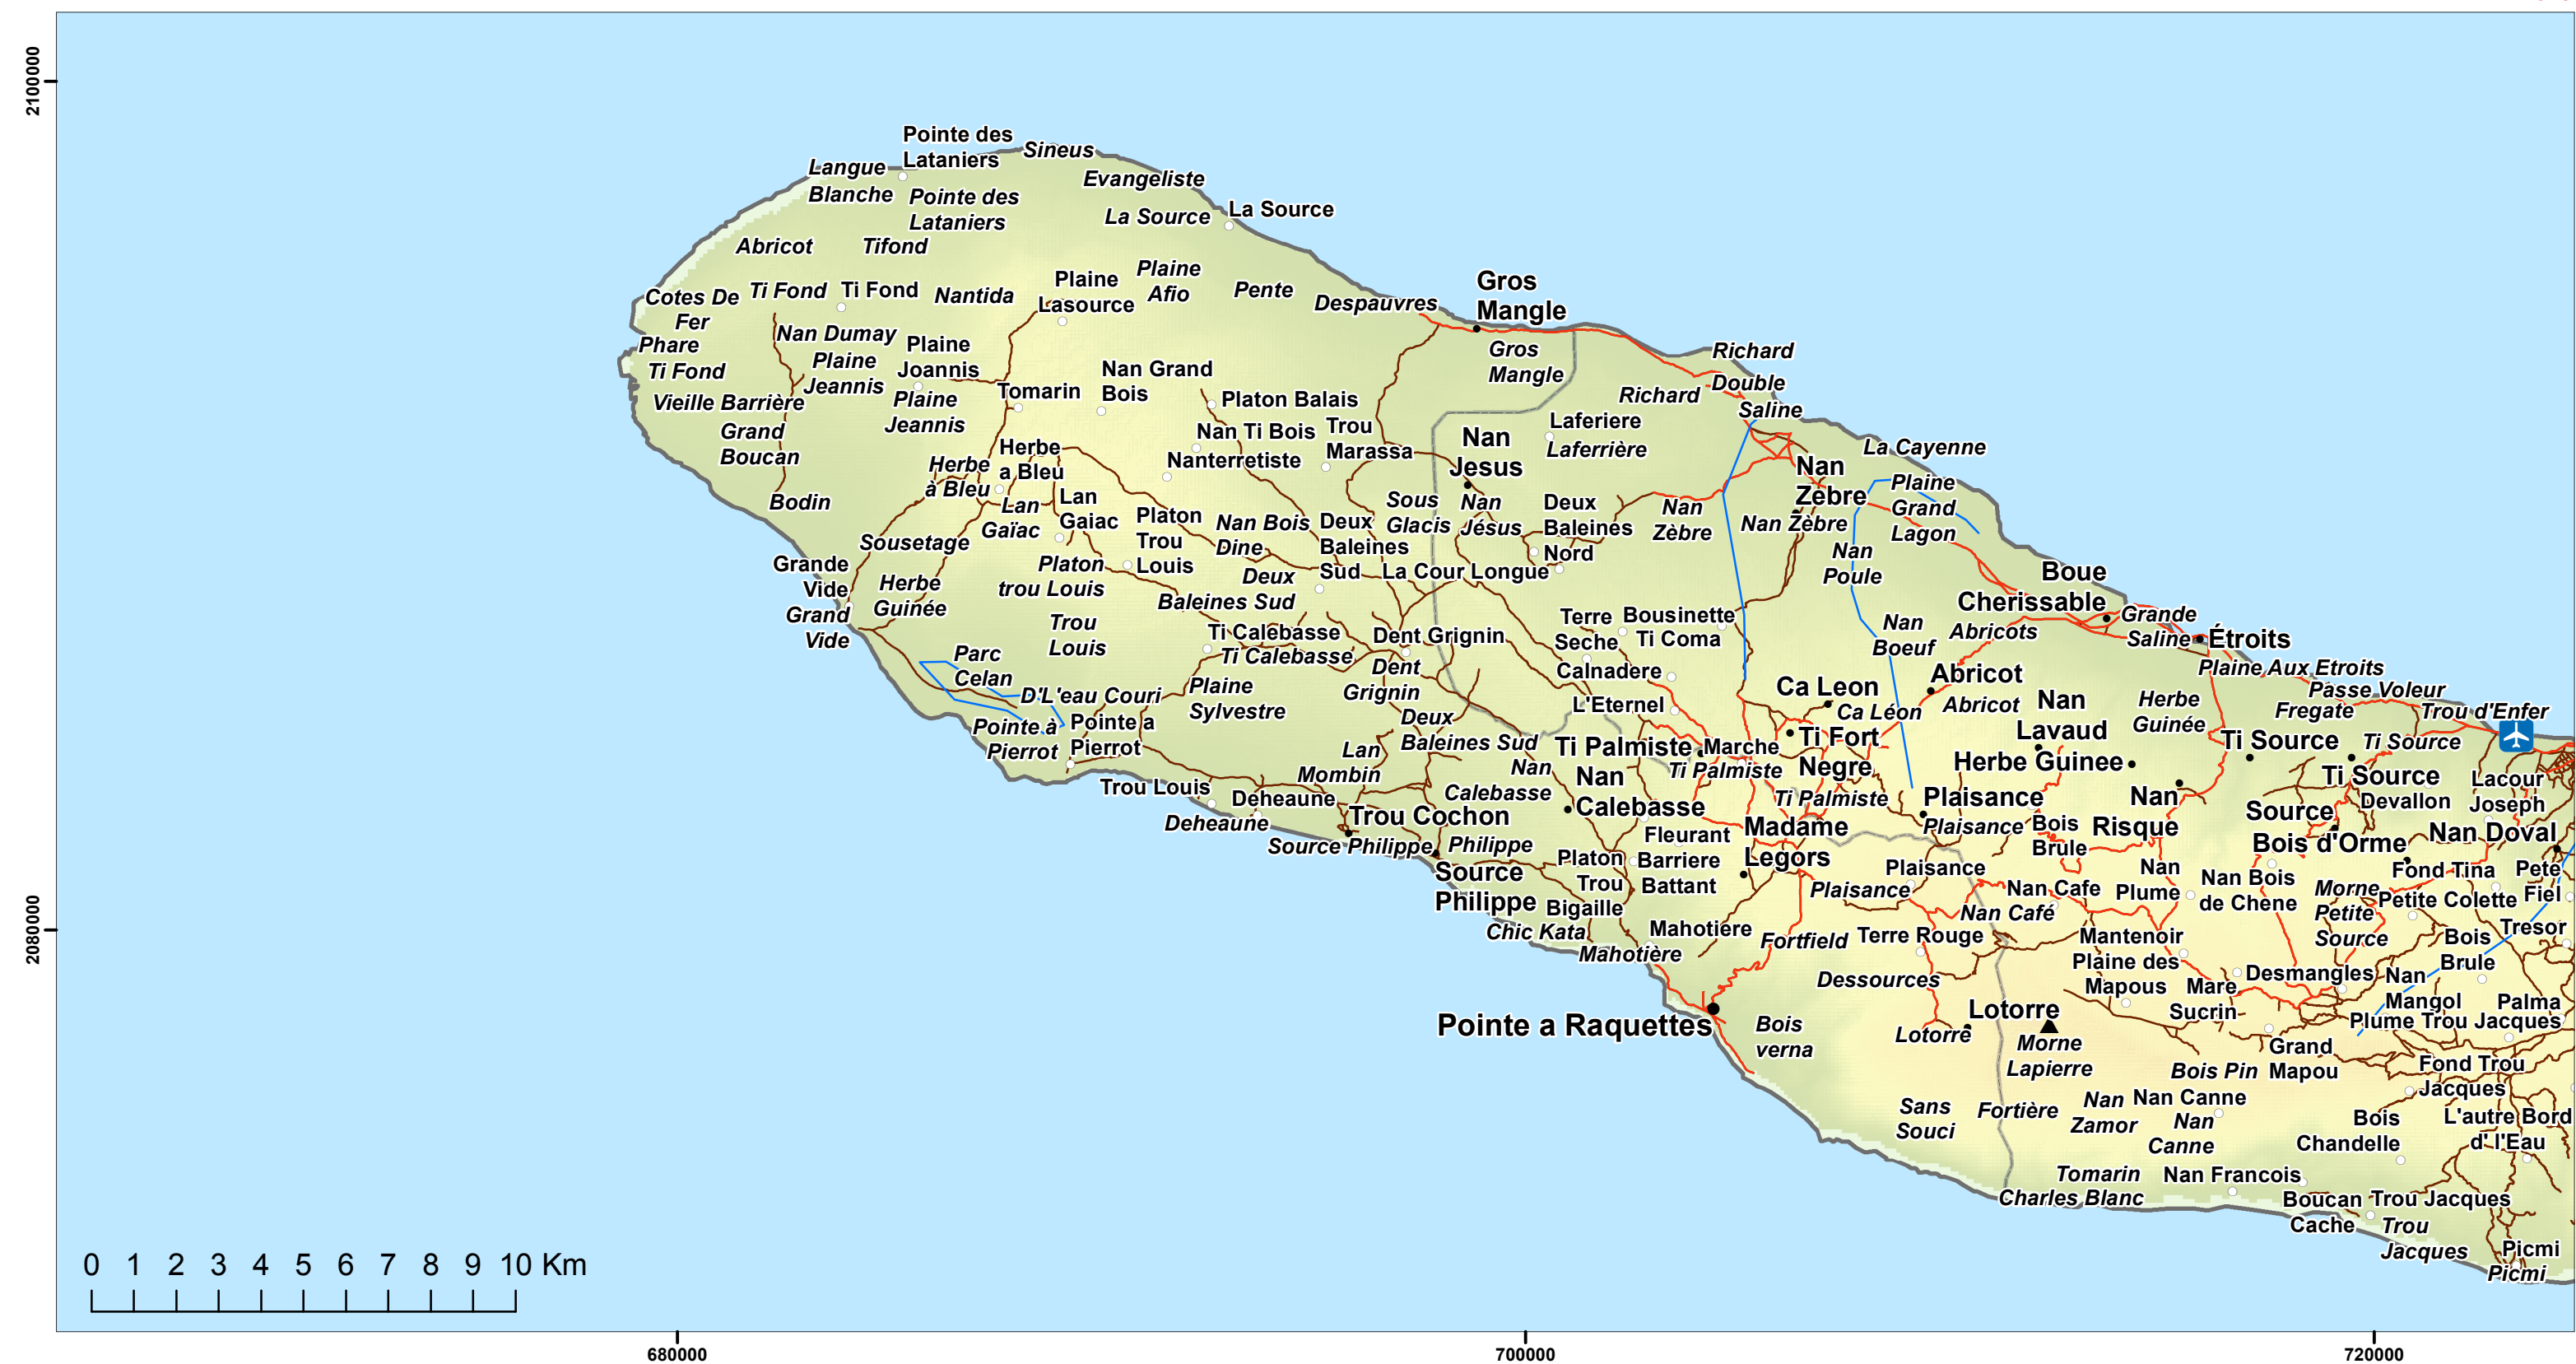 2100000
Pointe des
Lataniers
Sineus
Langue
Blanche
Evangeliste
Pointe des
Lataniers
La Source
La Source
Abricot
Tifond
Plaine
Afio
Plaine
Lasource
Gros
Mangle
Cotes De
Fer
Ti Fond
Ti Fond
Nantida
Pente
Despauvres
Nan Dumay
Phare
Plaine
Joannis
Gros
Mangle
Richard
Ti Fond
Plaine
Jeannis
Nan Grand
Bois
Double
Vieille Barrière
Plaine
Jeannis
Tomarin
Platon Balais
Richard
Saline
Grand
Boucan
Nan Ti Bois
Trou
Marassa
Laferiere
Laferrière
Nan
Jesus
La Cayenne
Herbe
a Bleu
Herbe
à Bleu
Nanterretiste
Nan
Zebre
Plaine
Grand
Lagon
Bodin
Lan
Gaïac
Lan
Gaiac
Platon
Trou
Louis
Nan Bois
Dine
Deux
Baleines
Sud
Sous
Glacis
Nan
Jésus
Deux
Baleines
Nord
Nan
Zèbre
Nan Zèbre
Sousetage
Nan
Poule
Grande
Vide
Herbe
Guinée
Platon
trou Louis
Deux
Baleines Sud
La Cour Longue
Boue
Cherissable
Grand
Vide
Trou
Louis
Ti Calebasse
Ti Calebasse
Dent Grignin
Terre
Seche
Bousinette
Ti Coma
Nan
Boeuf
Abricots
Grande
Saline
Étroits
Parc
Celan
Dent
Grignin
Calnadere
Abricot
Plaine Aux Etroits
D'L'eau Couri
Plaine
Sylvestre
L'Eternel
Ca Leon
Ca Léon
Abricot
Nan
Lavaud
Herbe
Guinée
Passe Voleur
Fregate
Trou d'Enfer
Pointe à
Pierrot
Pointe a
Pierrot
Deux
Baleines Sud
Ti Palmiste
Marche
Ti Fort
Ti Source
Ti Source
Lan
Mombin
Nan
Calebasse
Nan
Calebasse
Ti Palmiste
Negre
Herbe Guinee
Ti Source
Lacour
Joseph
Trou Louis
Deheaune
Deheaune
Trou Cochon
Ti Palmiste
Plaisance
Plaisance
Nan
Risque
Devallon
Source
Bois d'Orme
Nan Doval
Source Philippe
Philippe
Fleurant
Madame
Legors
Bois
Brule
Source
Philippe
Platon
Trou
Bigaille
Barriere
Battant
Plaisance
Plaisance
Nan
Plume
Nan Bois
de Chene
Fond Tina
Pete
Fiel
Nan Cafe
Nan Café
Morne
Petite
Source
Petite Colette
Chic Kata
Mahotiere
Mahotière
Fortfield
Terre Rouge
Mantenoir
Tresor
Bois
Brule
2080000
Dessources
Plaine des
Mapous
Mare
Sucrin
Desmangles
Nan
Mangol
Palma
Pointe a Raquettes
Bois
verna
Lotorre
Lotorre
Morne
Lapierre
Plume Trou Jacques
Grand
Mapou
Bois Pin
Fond Trou
Jacques
Sans
Souci
Fortière
Nan
Zamor
Nan Canne
Nan
Canne
Bois
Chandelle
L'autre Bord
d' l'Eau
Tomarin
Nan Francois
Charles Blanc
Boucan
Cache
Trou Jacques
Trou
Jacques
Picmi
Picmi
0 1 2 3 4 5 6 7 8 9 10 Km
680000
700000
720000